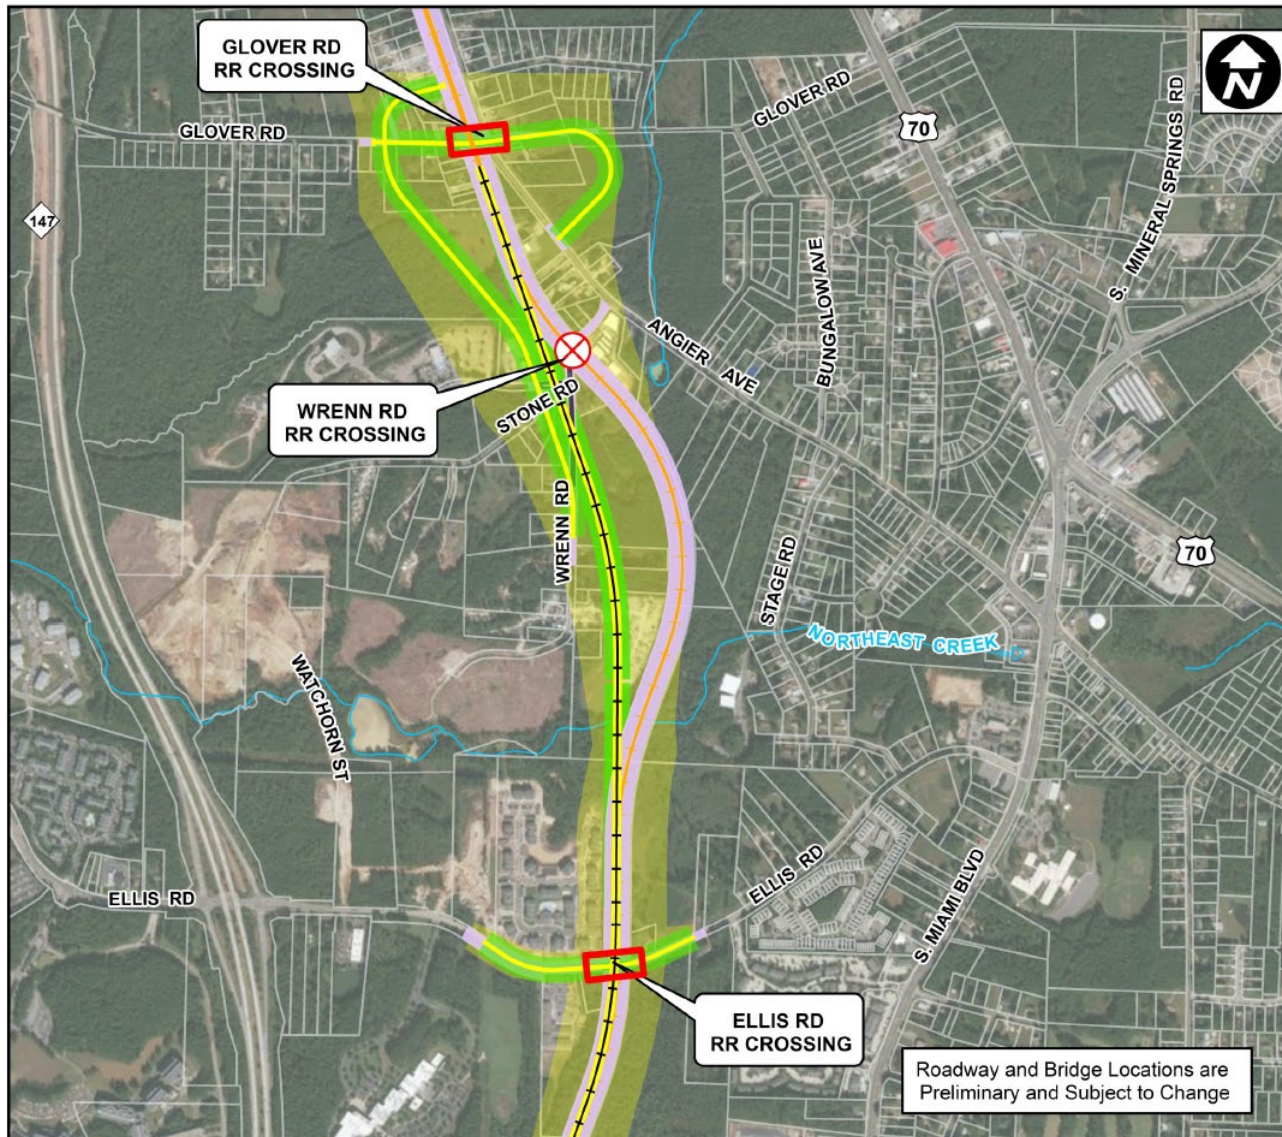 GLOVER RD
RR CROSSING
N
GLOVER RD
GLOVER RD
70
S. MINERAL SPRINGS RD
147
BUNGALOW AVE
ANGIER AVE
WRENN RD
RR CROSSING
STONE RD
WRENN RD
STAGE RD
70
NORTHEAST CREEK
WATCHORN ST
ELLIS RD
ELLIS RD
S. MIAMI BLVD
ELLIS RD
RR CROSSING
Roadway and Bridge Locations are
Preliminary and Subject to Change